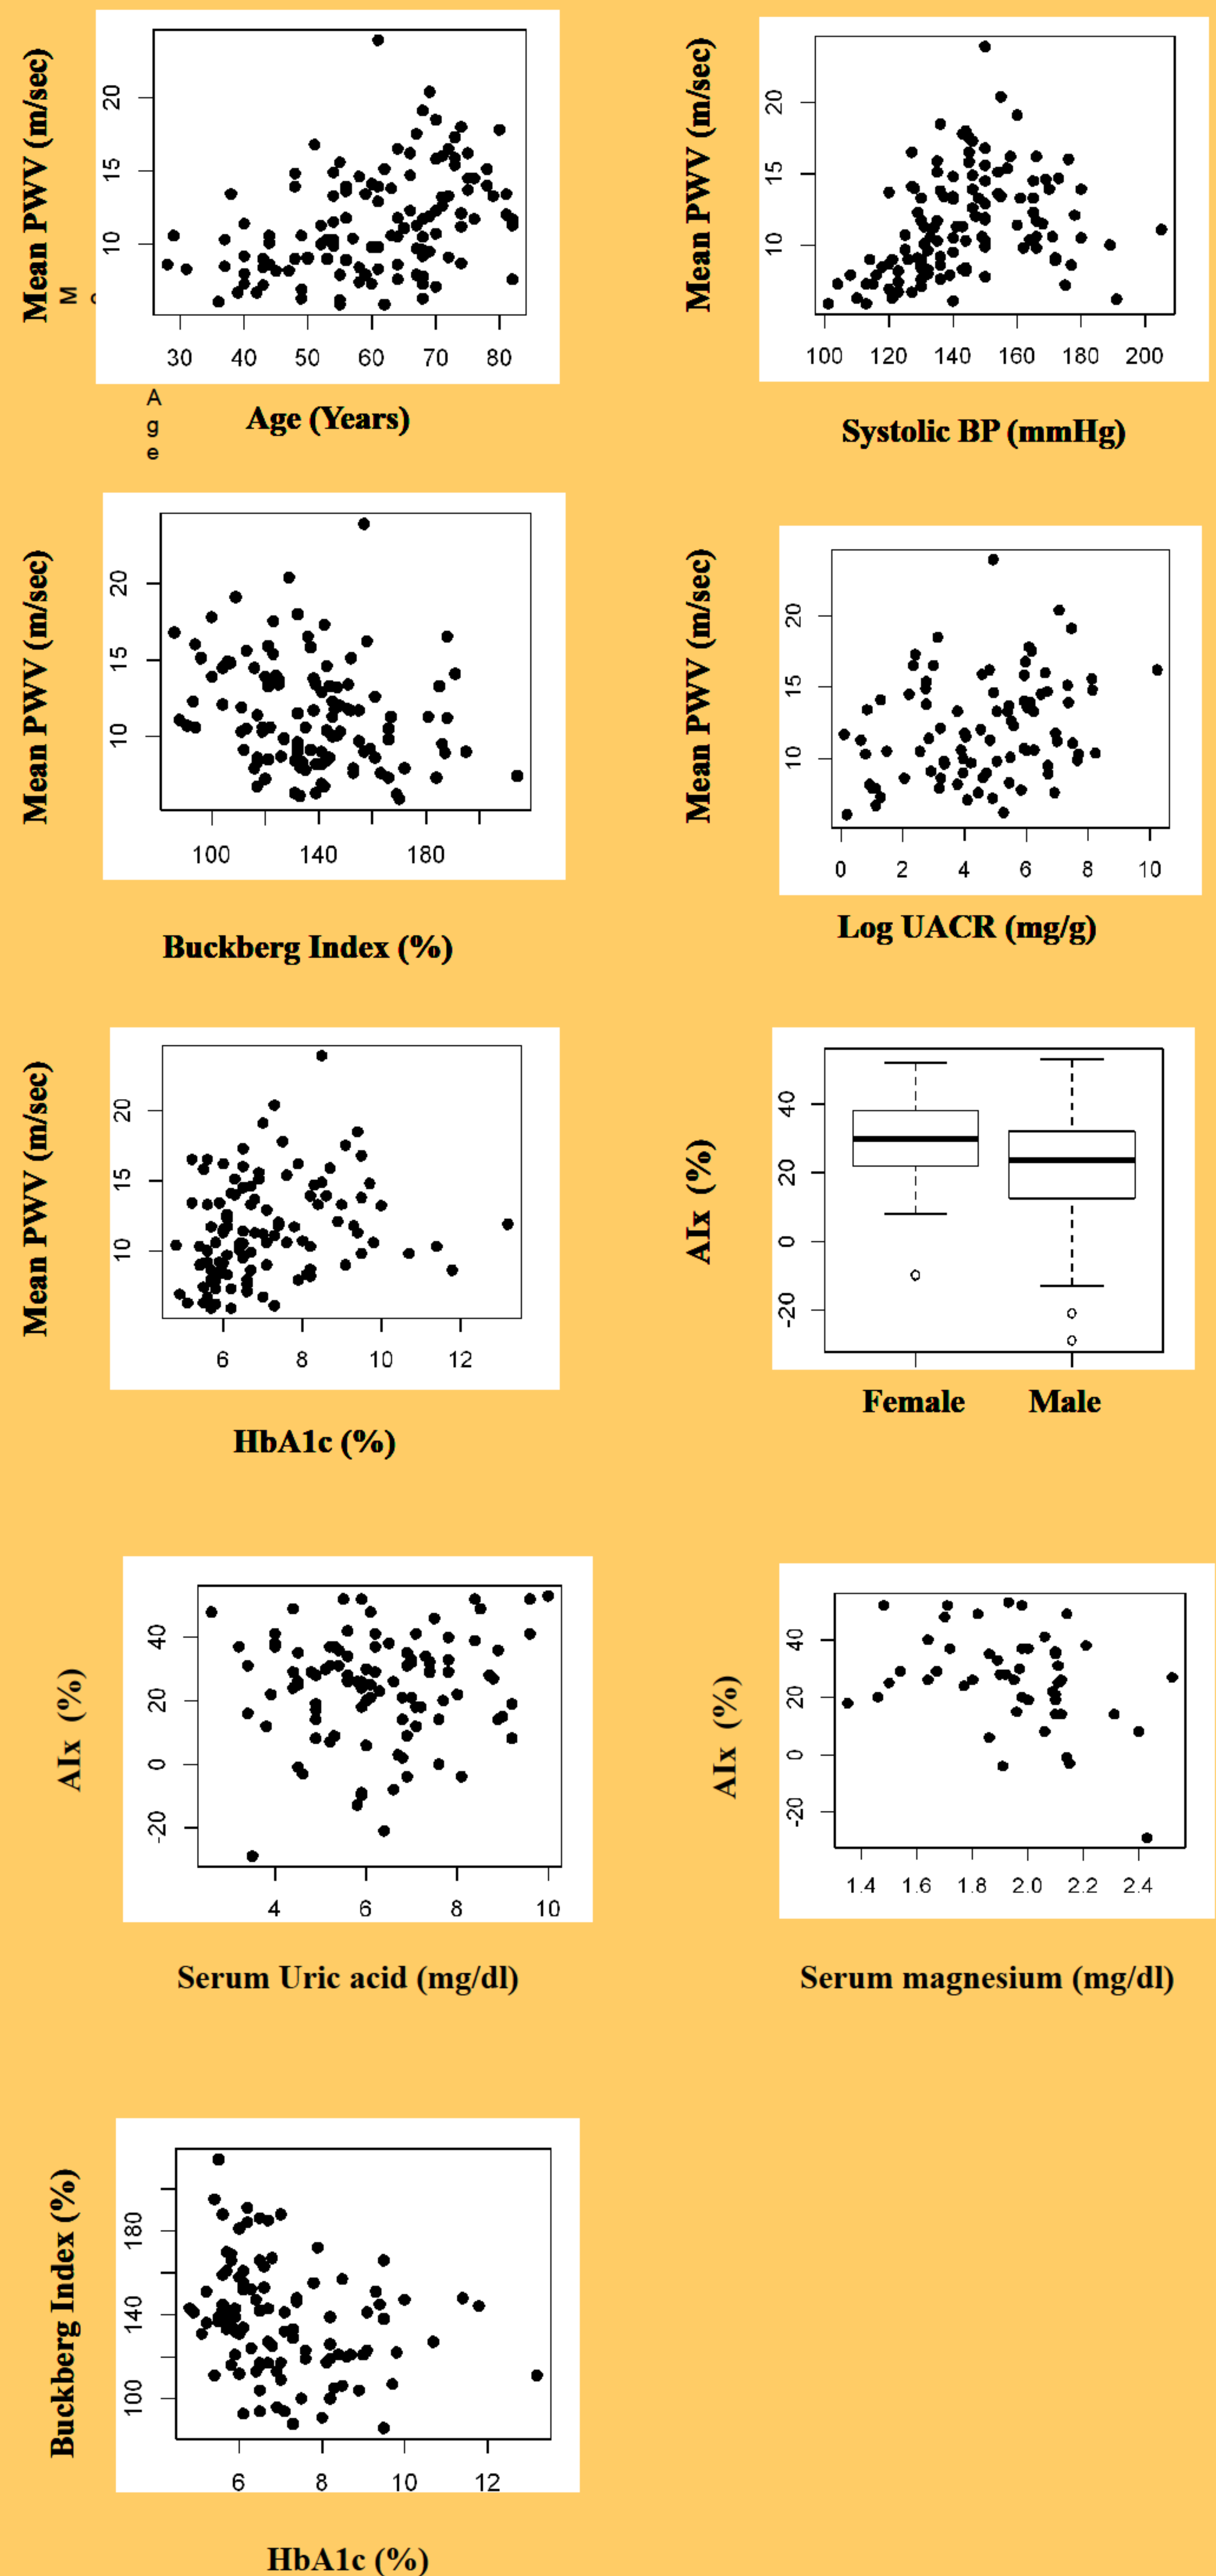 Mean PWV (m/sec)
20
15
10
M
30 40 50 60 70 80
A
g
e
Age (Years)
Mean PWV (m/sec)
20
15
10
100 120 140 160 180 200
Systolic BP (mmHg)
Mean PWV (m/sec)
20
15
10
100 140 180
Buckberg Index (%)
Mean PWV (m/sec)
20
15
10
0 2 4 6 8 10
Log UACR (mg/g)
Mean PWV (m/sec)
20
15
10
6 8 10 12
HbA1c (%)
AIx (%)
40
20
0
-20
Female Male
AIx (%)
40
20
0
-20
4 6 8 10
Serum Uric acid (mg/dl)
AIx (%)
40
20
0
-20
1.4 1.6 1.8 2.0 2.2 2.4
Serum magnesium (mg/dl)
Buckberg Index (%)
180
140
100
6 8 10 12
HbA1c (%)